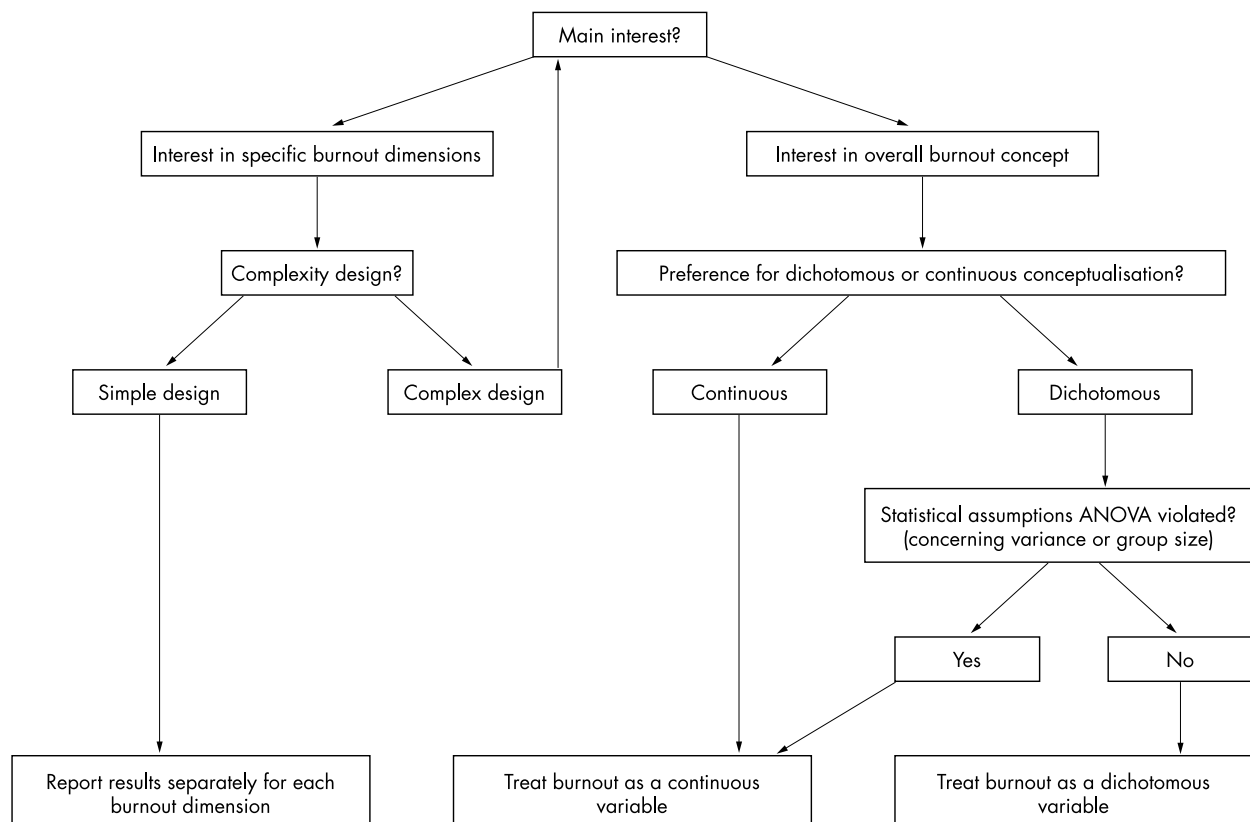 Main interest?
Interest in specific burnout dimensions
Interest in overall burnout concept
Complexity design?
Preference for dichotomous or continuous conceptualisation?
Simple design
Complex design
Continuous
Dichotomous
Statistical assumptions ANOVA violated?
(concerning variance or group size)
Yes
No
Report results separately for each
burnout dimension
Treat burnout as a continuous
variable
Treat burnout as a dichotomous
variable